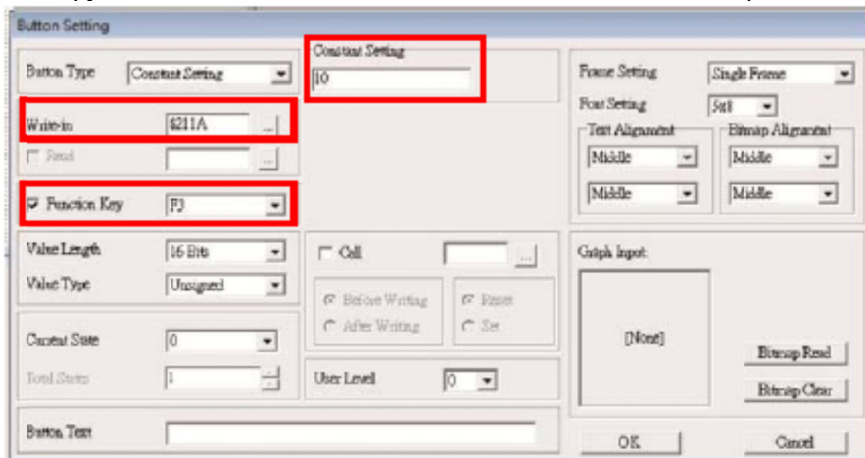 Button Setting
Button Type Constant Setting
Constant Setting
10
Write-in $211A ...
Read ...
Function Key F3
Value Length 16 Bits
Value Type Unsigned
Current State 0
Total States 1
Button Text
Call ...
Before Writing Reset
After Writing Set
User Level 0
Frame Setting Single Frame
Font Setting 5x8
Text Alignment Bitmap Alignment
Middle Middle
Middle Middle
Graph Input:
[None]
Bitmap Read
Bitmap Clear
OK Cancel